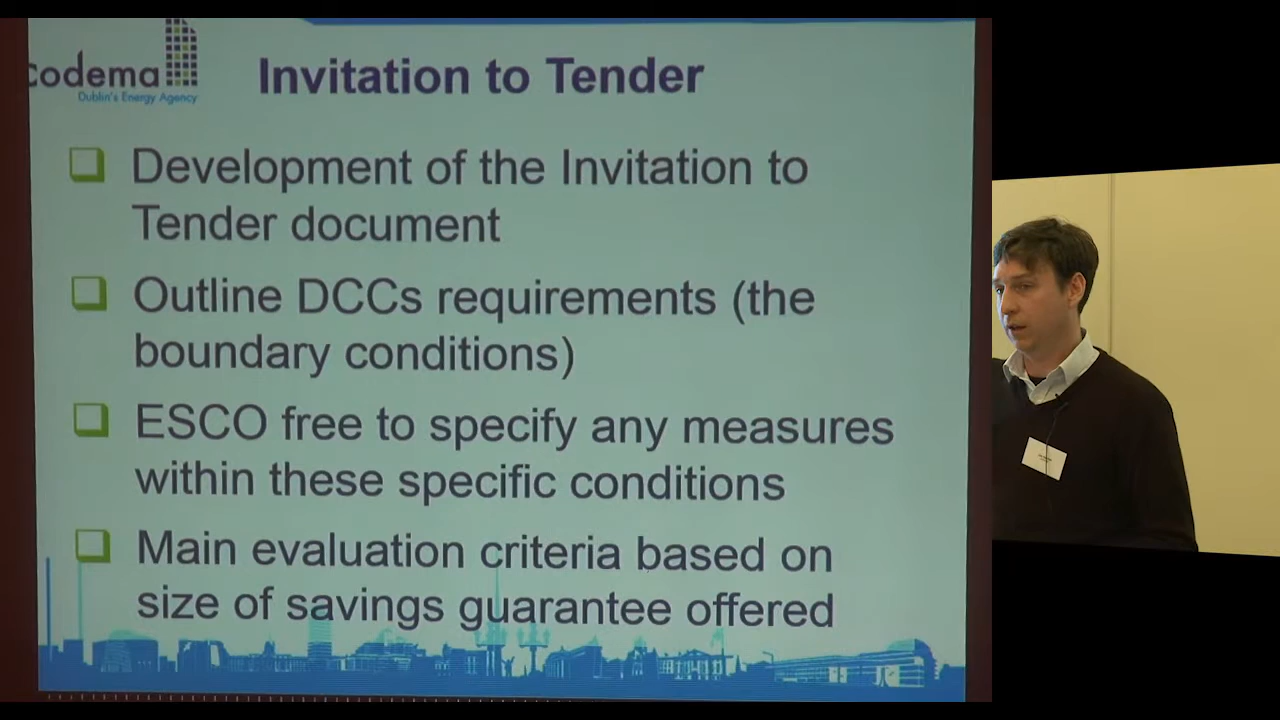 codema
Dublin's Energy Agency
Invitation to Tender
Development of the Invitation to
Tender document
Outline DCCs requirements (the
boundary conditions)
ESCO free to specify any measures
within these specific conditions
Main evaluation criteria based on
size of savings guarantee offered